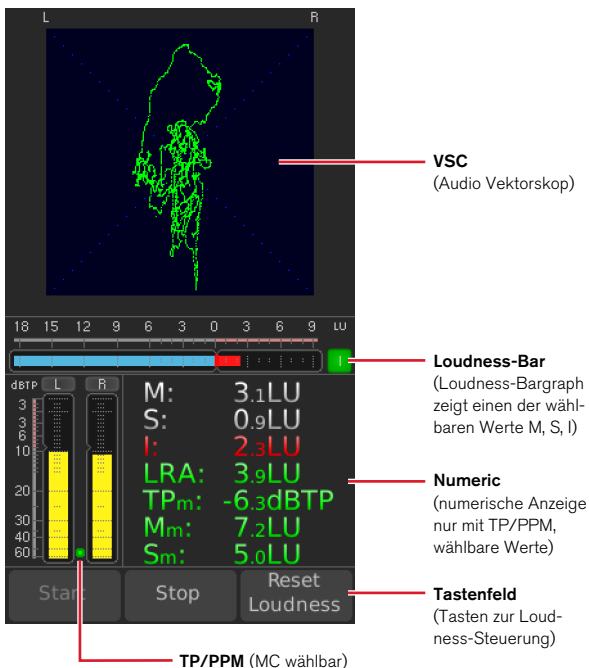 L R
VSC
(Audio Vektorskop)
18 15 12 9 6 3 0 3 6 9 LU
I
Loudness-Bar
(Loudness-Bargraph
zeigt einen der wähl-
baren Werte M, S, I)
dBTP L R
3
3
6
10
20
30
40
60
M: 3.1LU
S: 0.9LU
I: 2.3LU
LRA: 3.9LU
TPm: -6.3dBTP
Mm: 7.2LU
Sm: 5.0LU
Numeric
(numerische Anzeige
nur mit TP/PPM,
wählbare Werte)
Start Stop Reset
Loudness
Tastenfeld
(Tasten zur Loud-
ness-Steuerung)
TP/PPM (MC wählbar)